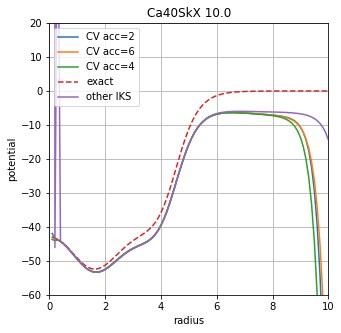 Ca40SkX 10.0
20
10
0
−10
−20
−30
−40
−50
−60
potential
CV acc=2
CV acc=6
CV acc=4
exact
other IKS
0 2 4 6 8 10
radius